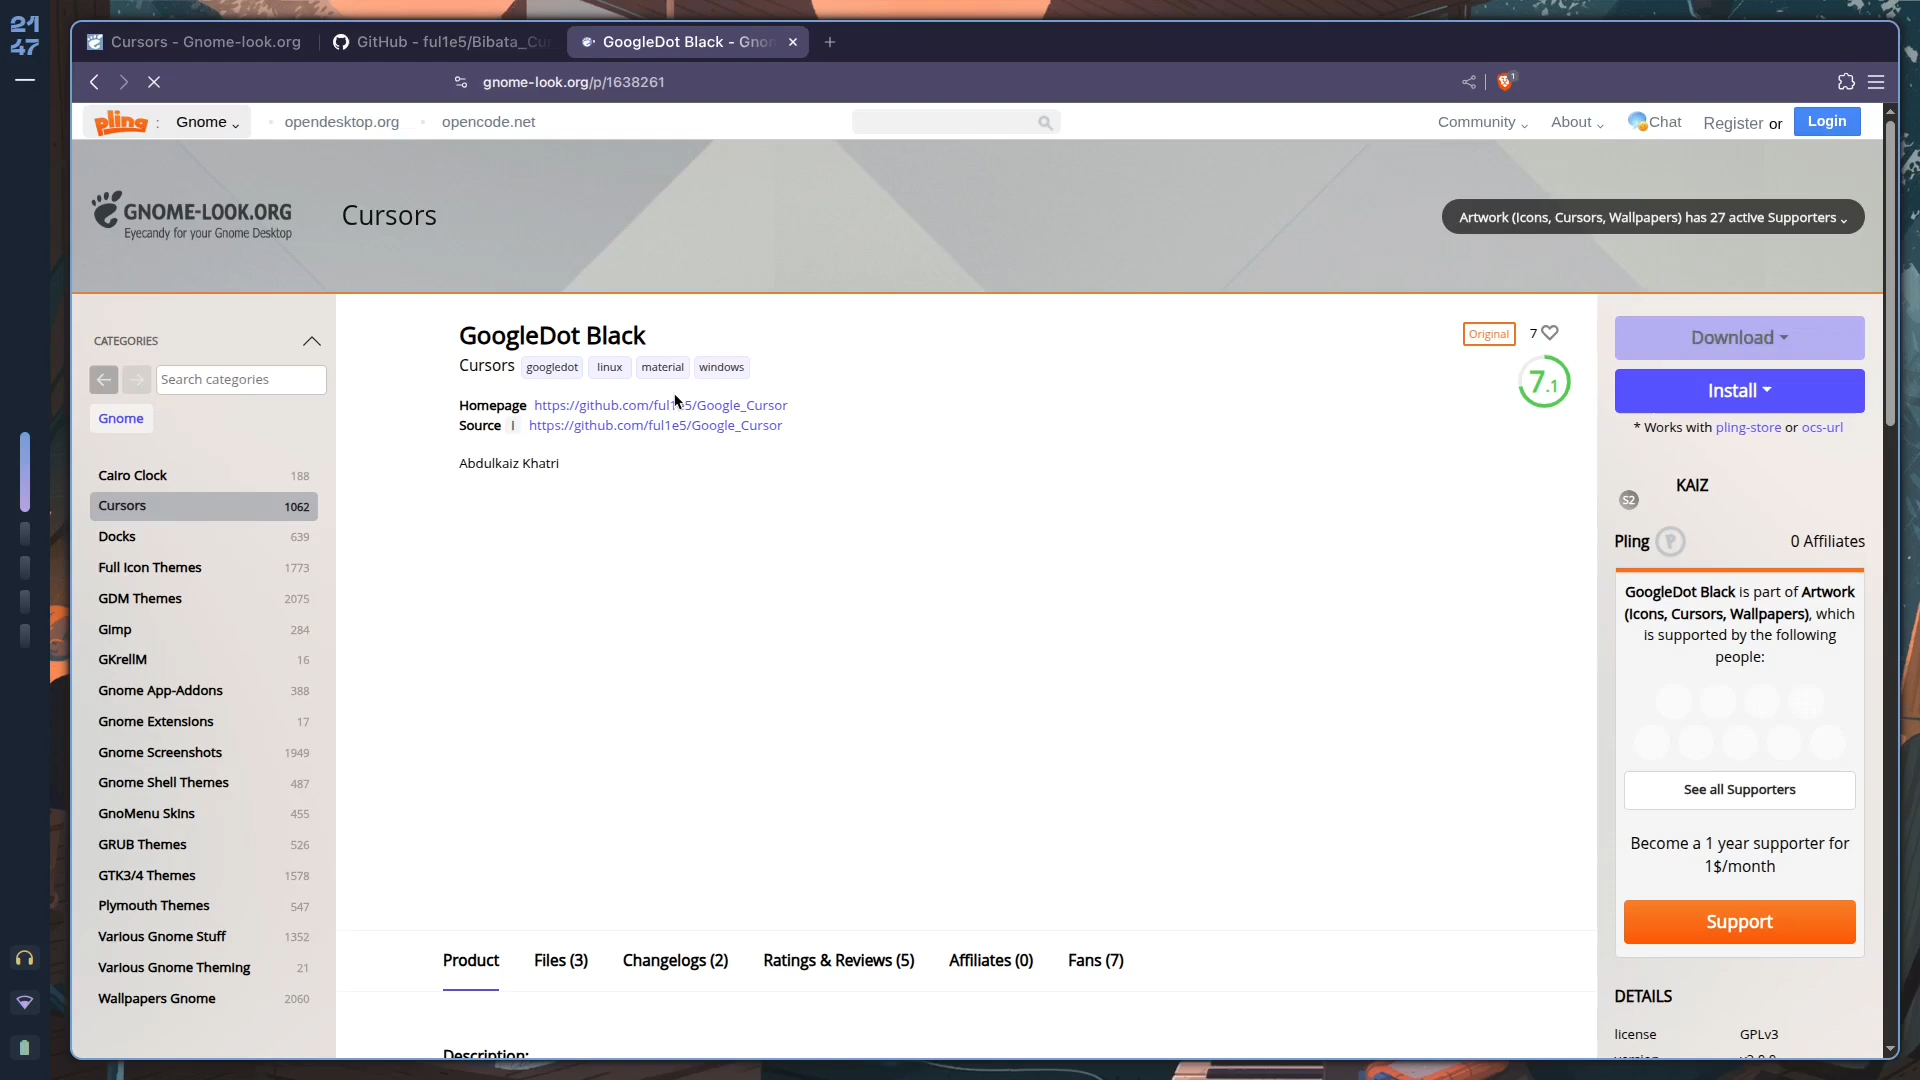 21
47
Cursors - Gnome-look.org
GitHub - ful1e5/Bibata_Cu
GoogleDot Black - Gno
gnome-look.org/p/1638261
1
pling :
Gnome
opendesktop.org
opencode.net
Community
About
Chat
Register or
Login
GNOME-LOOK.ORG
Eyecandy for your Gnome Desktop
Cursors
Artwork (Icons, Cursors, Wallpapers) has 27 active Supporters
CATEGORIES
Search categories
Gnome
Cairo Clock 188
Cursors 1062
Docks 639
Full Icon Themes 1773
GDM Themes 2075
Gimp 284
GKrellM 16
Gnome App-Addons 388
Gnome Extensions 17
Gnome Screenshots 1949
Gnome Shell Themes 487
GnoMenu Skins 455
GRUB Themes 526
GTK3/4 Themes 1578
Plymouth Themes 547
Various Gnome Stuff 1352
Various Gnome Theming 21
Wallpapers Gnome 2060
GoogleDot Black
Cursors googledot linux material windows
Homepage https://github.com/ful1e5/Google_Cursor
Source i https://github.com/ful1e5/Google_Cursor
Abdulkaiz Khatri
Original 7
7.1
Product
Files (3)
Changelogs (2)
Ratings & Reviews (5)
Affiliates (0)
Fans (7)
Description:
Download
Install
* Works with pling-store or ocs-url
KAIZ
S2
Pling
0 Affiliates
GoogleDot Black is part of Artwork
(Icons, Cursors, Wallpapers), which
is supported by the following
people:
See all Supporters
Become a 1 year supporter for
1$/month
Support
DETAILS
license GPLv3